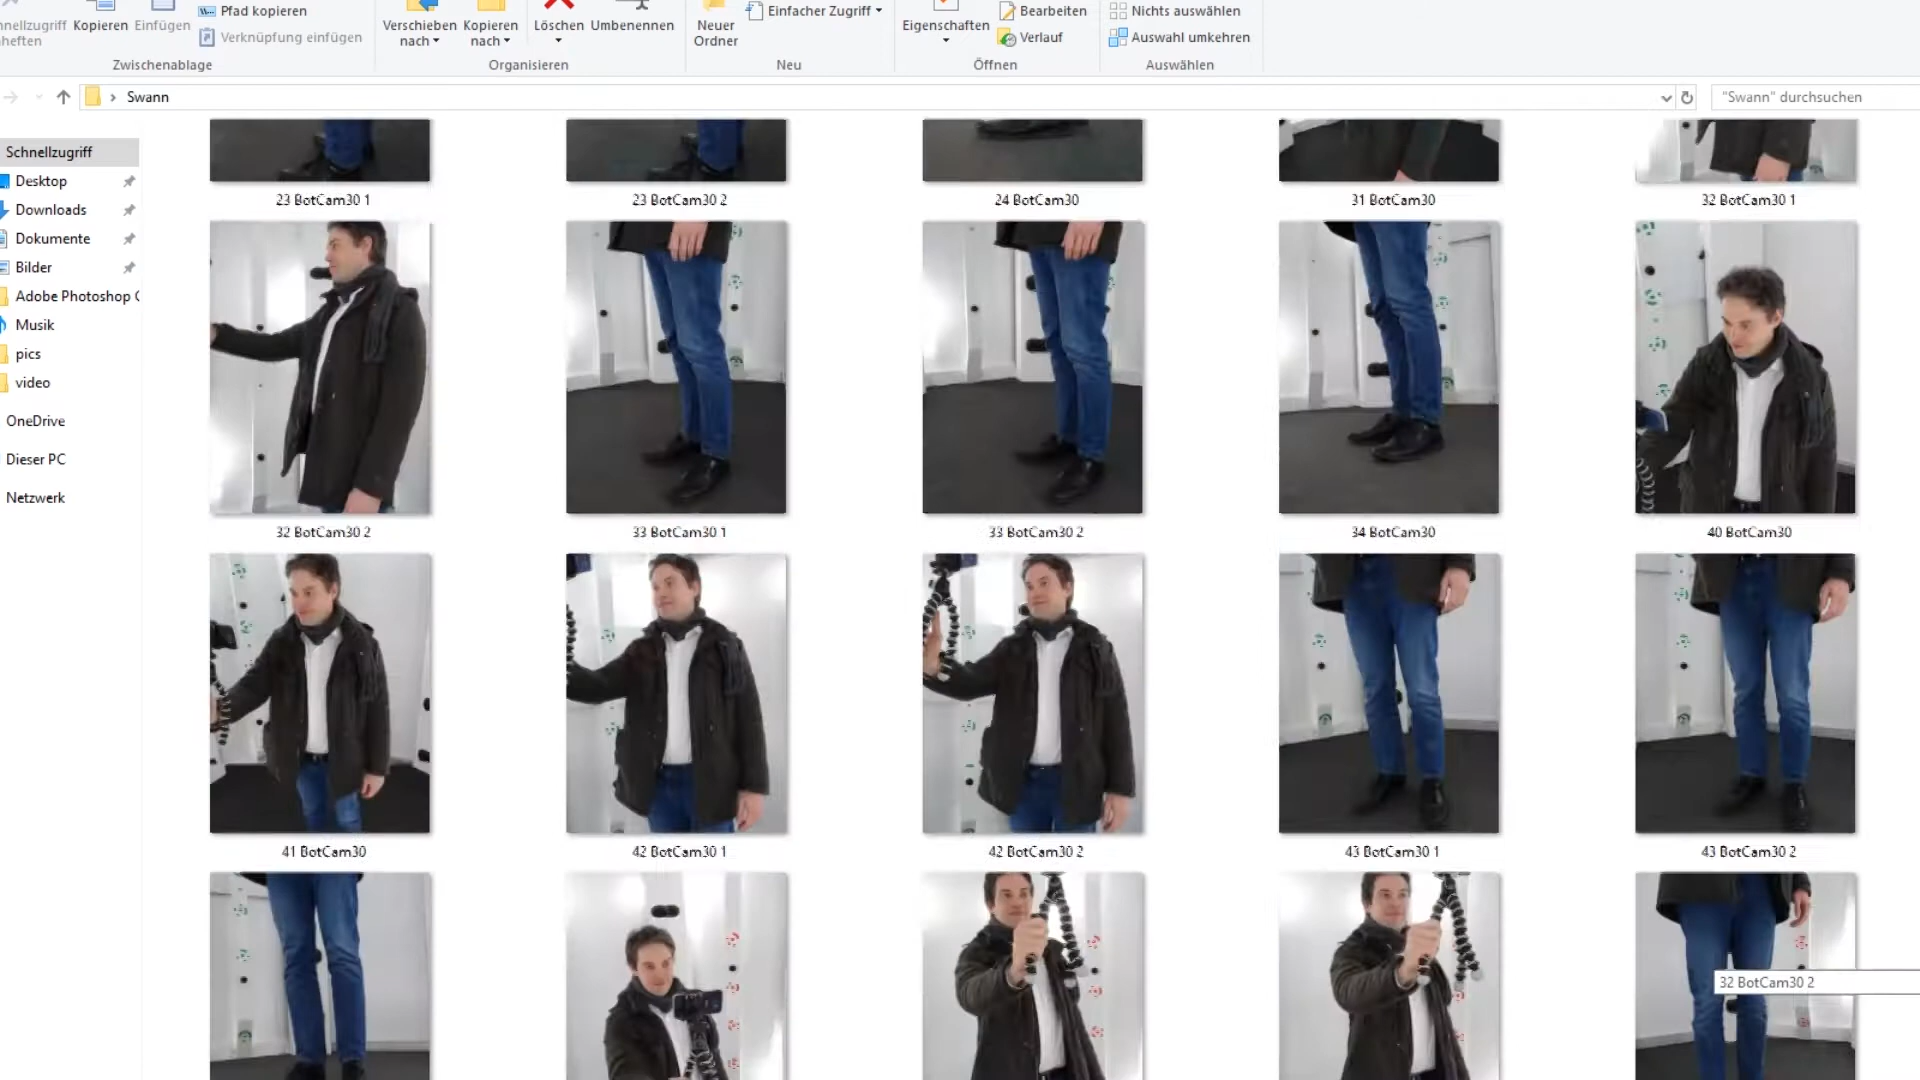 Pfad kopieren
Einfacher Zugriff
Bearbeiten
Nichts auswählen
Kopieren
Einfügen
Verschieben
nach
Kopieren
nach
Löschen
Umbenennen
Neuer
Ordner
Eigenschaften
Verknüpfung einfügen
Verlauf
Auswahl umkehren
Zwischenablage
Organisieren
Neu
Öffnen
Auswählen
Swann
"Swann" durchsuchen
Schnellzugriff
Desktop
Downloads
Dokumente
Bilder
Adobe Photoshop
Musik
pics
video
OneDrive
Dieser PC
Netzwerk
23 BotCam30 1
23 BotCam30 2
24 BotCam30
31 BotCam30
32 BotCam30 1
32 BotCam30 2
33 BotCam30 1
33 BotCam30 2
34 BotCam30
40 BotCam30
41 BotCam30
42 BotCam30 1
42 BotCam30 2
43 BotCam30 1
43 BotCam30 2
32 BotCam30 2